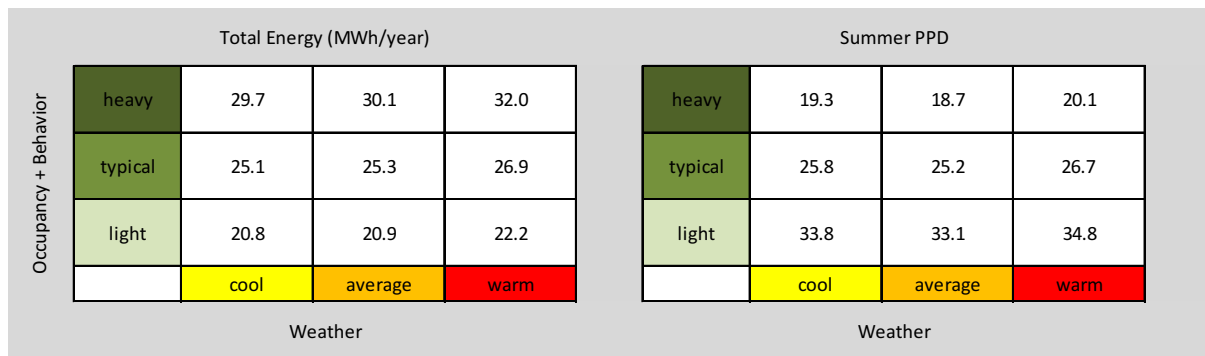 Total Energy (MWh/year)
Summer PPD
Occupancy + Behavior
heavy 29.7 30.1 32.0
heavy 19.3 18.7 20.1
typical 25.1 25.3 26.9
typical 25.8 25.2 26.7
light 20.8 20.9 22.2
light 33.8 33.1 34.8
cool average warm
cool average warm
Weather
Weather